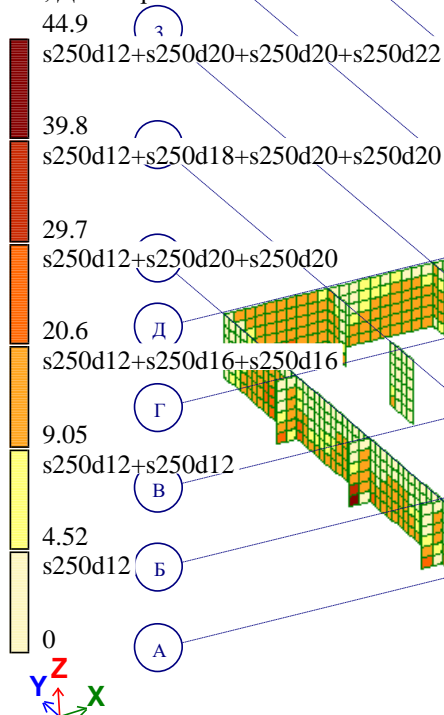 44.9
З
s250d12+s250d20+s250d20+s250d22
39.8
s250d12+s250d18+s250d20+s250d20
29.7
s250d12+s250d20+s250d20
Д
20.6
s250d12+s250d16+s250d16
Г
9.05
s250d12+s250d12
В
4.52
s250d12
Б
0
А
Z
Y
X